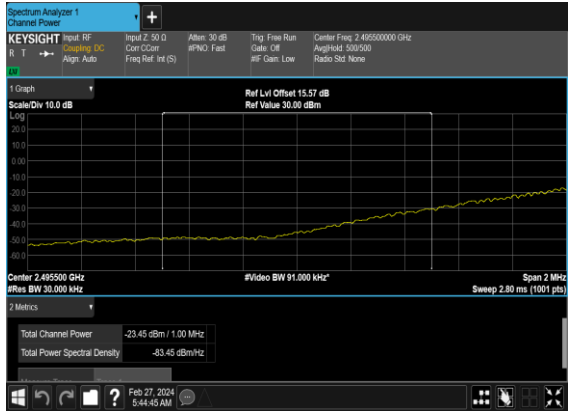 Spectrum Analyzer 1
Channel Power
+
KEYSIGHT
R T
LXI
Input: RF
Coupling: DC
Align: Auto
Input Z: 50 Ω
Corr CCorr
Freq Ref: Int (S)
Atten: 30 dB
#PNO: Fast
Trig: Free Run
Gate: Off
#IF Gain: Low
Center Freq: 2.495500000 GHz
Avg|Hold: 500/500
Radio Std: None
1 Graph
Scale/Div 10.0 dB
Ref Lvl Offset 15.57 dB
Ref Value 30.00 dBm
Log
20.0
10.0
0.00
-10.0
-20.0
-30.0
-40.0
-50.0
-60.0
Center 2.495500 GHz
#Res BW 30.000 kHz
#Video BW 91.000 kHz*
Span 2 MHz
Sweep 2.80 ms (1001 pts)
2 Metrics
Total Channel Power -23.45 dBm / 1.00 MHz
Total Power Spectral Density -83.45 dBm/Hz
?
Feb 27, 2024
5:44:45 AM